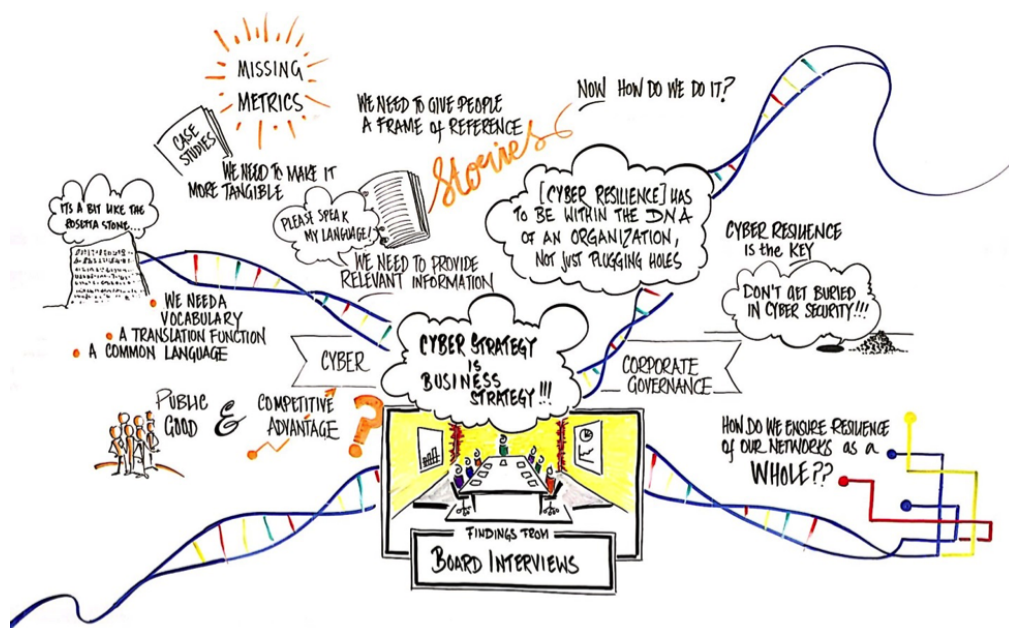 MISSING
METRICS
CASE
STUDIES
WE NEED TO MAKE IT
MORE TANGIBLE
WE NEED TO GIVE PEOPLE
A FRAME of REFERENCE
Stories
NOW HOW DO WE DO IT?
ITS A BIT LIKE THE
ROSETTA STONE...
PLEASE SPEAK
MY LANGUAGE!
WE NEED TO PROVIDE
RELEVANT INFORMATION
[CYBER RESILIENCE] HAS
TO BE WITHIN THE DNA
OF AN ORGANIZATION,
NOT JUST PLUGGING HOLES
CYBER RESILIENCE
is the KEY
DON'T GET BURIED
IN CYBER SECURITY!!!
WE NEED A
VOCABULARY
A TRANSLATION FUNCTION
A COMMON LANGUAGE
CYBER
CYBER STRATEGY
IS
BUSINESS
STRATEGY!!!
CORPORATE
GOVERNANCE
PUBLIC
GOOD
&
COMPETITIVE
ADVANTAGE
?
HOW DO WE ENSURE RESILIENCE
OF OUR NETWORKS AS A
WHOLE??
FINDINGS FROM
BOARD INTERVIEWS